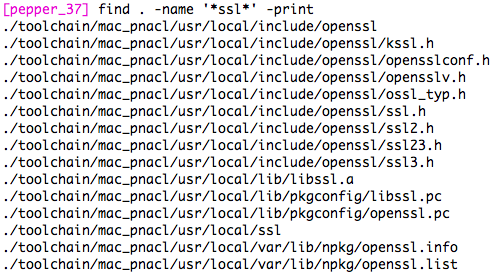 [pepper_37] find . -name '*ssl*' -print
./toolchain/mac_pnacl/usr/local/include/openssl
./toolchain/mac_pnacl/usr/local/include/openssl/kssl.h
./toolchain/mac_pnacl/usr/local/include/openssl/opensslconf.h
./toolchain/mac_pnacl/usr/local/include/openssl/opensslv.h
./toolchain/mac_pnacl/usr/local/include/openssl/ossl_typ.h
./toolchain/mac_pnacl/usr/local/include/openssl/ssl.h
./toolchain/mac_pnacl/usr/local/include/openssl/ssl2.h
./toolchain/mac_pnacl/usr/local/include/openssl/ssl23.h
./toolchain/mac_pnacl/usr/local/include/openssl/ssl3.h
./toolchain/mac_pnacl/usr/local/lib/libssl.a
./toolchain/mac_pnacl/usr/local/lib/pkgconfig/libssl.pc
./toolchain/mac_pnacl/usr/local/lib/pkgconfig/openssl.pc
./toolchain/mac_pnacl/usr/local/ssl
./toolchain/mac_pnacl/usr/local/var/lib/npkg/openssl.info
./toolchain/mac_pnacl/usr/local/var/lib/npkg/openssl.list